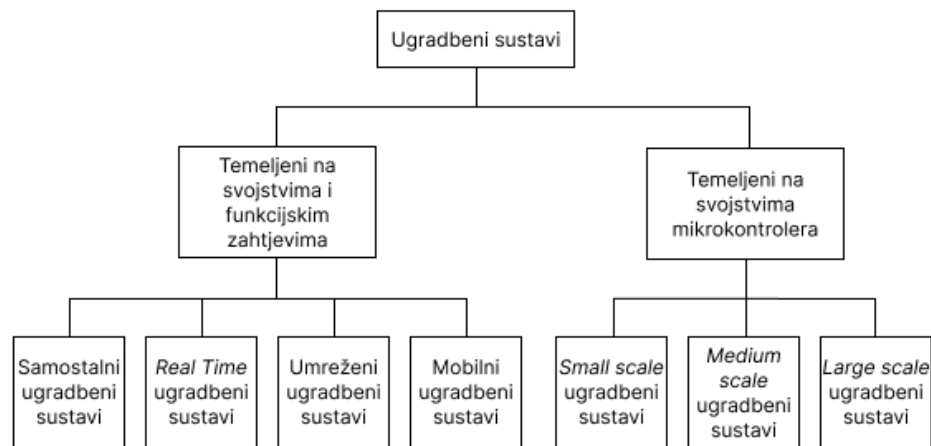 Ugradbeni sustavi
Temeljeni na
svojstvima i
funkcijskim
zahtjevima
Temeljeni na
svojstvima
mikrokontrolera
Samostalni
ugradbeni
sustavi
Real Time
ugradbeni
sustavi
Umreženi
ugradbeni
sustavi
Mobilni
ugradbeni
sustavi
Small scale
ugradbeni
sustavi
Medium
scale
ugradbeni
sustavi
Large scale
ugradbeni
sustavi